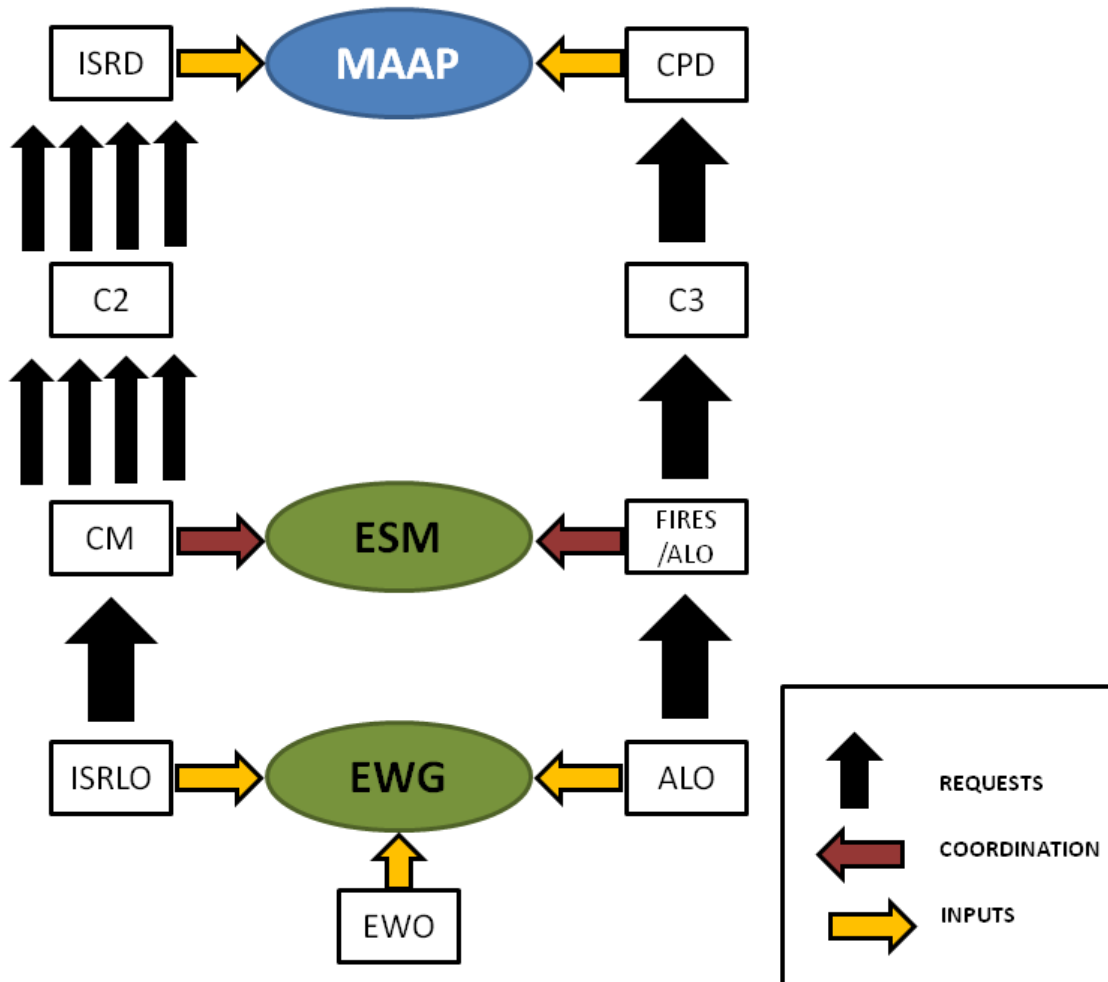 ISRD
MAAP
CPD
C2
C3
CM
ESM
FIRES
/ALO
ISRLO
EWG
ALO
EWO
REQUESTS
COORDINATION
INPUTS